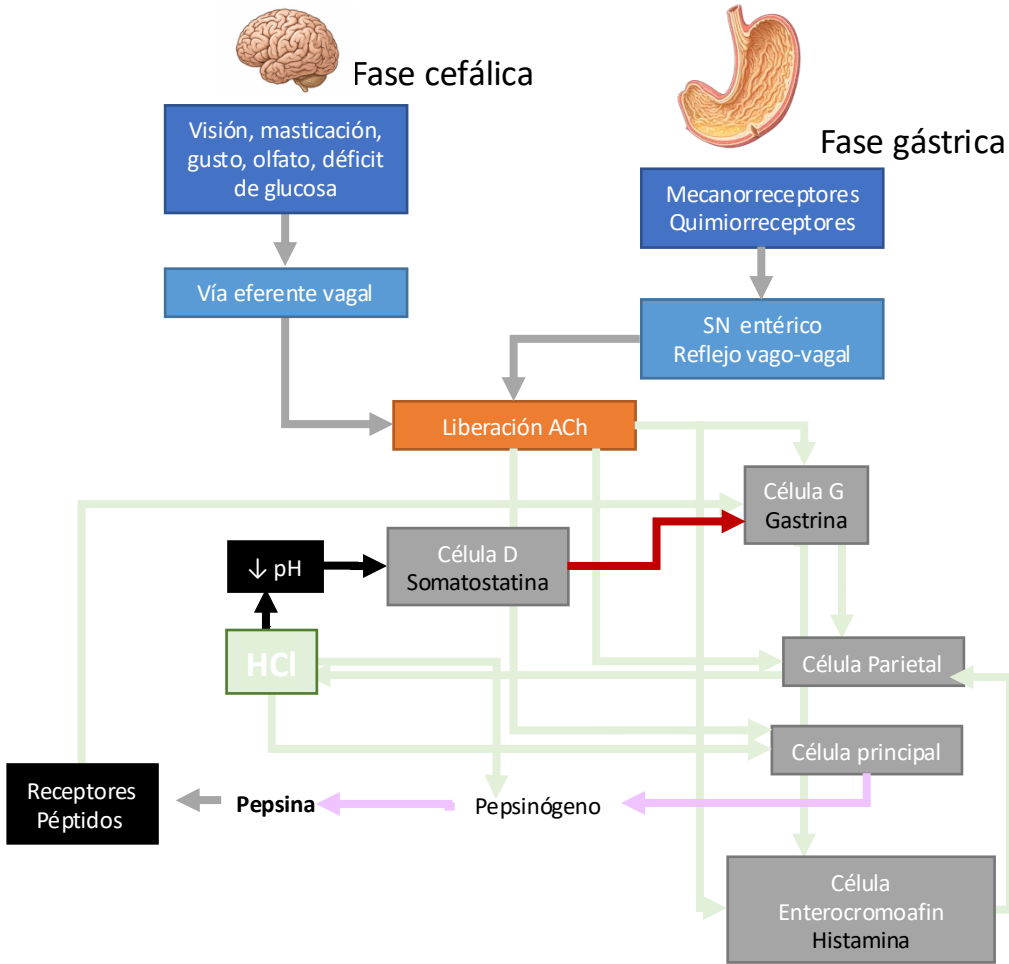 Fase cefálica
Visión, masticación,
gusto, olfato, déficit
de glucosa
Fase gástrica
Mecanorreceptores
Quimiorreceptores
Vía eferente vagal
SN entérico
Reflejo vago-vagal
Liberación ACh
Célula G
Gastrina
Célula D
Somatostatina
↓ pH
HCl
Célula Parietal
Célula principal
Receptores
Péptidos
Pepsina
Pepsinógeno
Célula
Enterocromoafin
Histamina